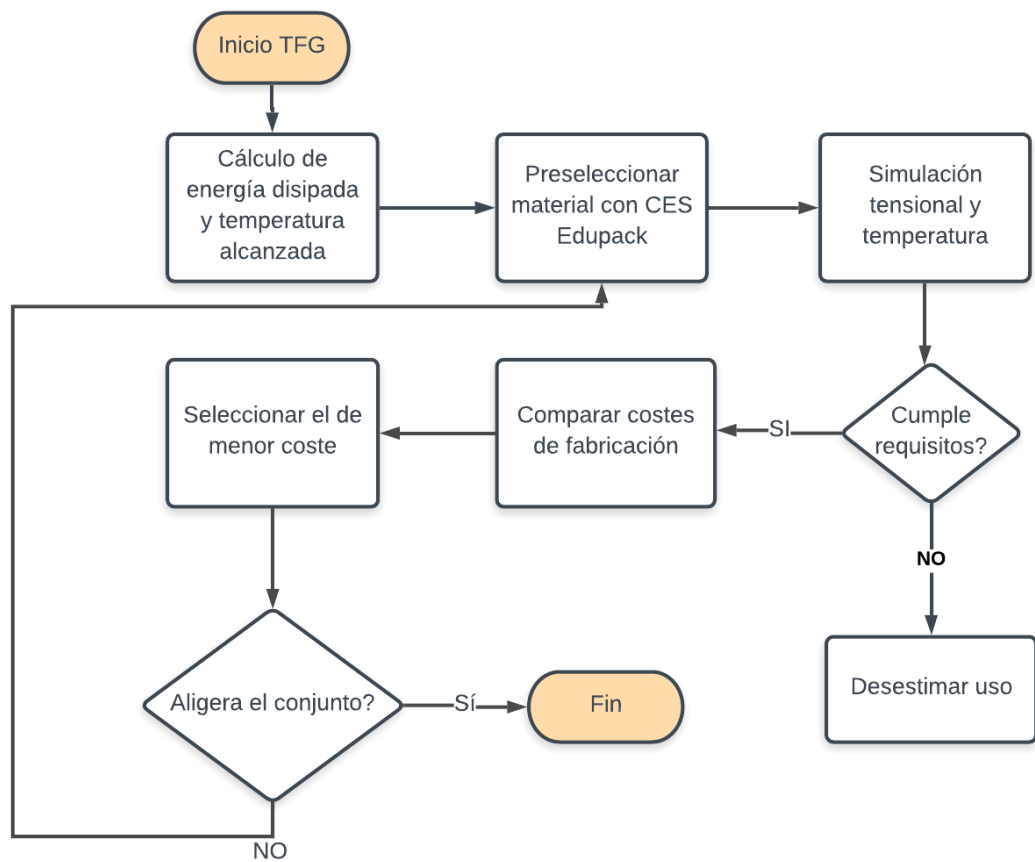 Inicio TFG
Cálculo de
energía disipada
y temperatura
alcanzada
Preseleccionar
material con CES
Edupack
Simulación
tensional y
temperatura
Cumple
requisitos?
SI
Comparar costes
de fabricación
Seleccionar el de
menor coste
NO
Desestimar uso
Aligera el conjunto?
Sí
Fin
NO